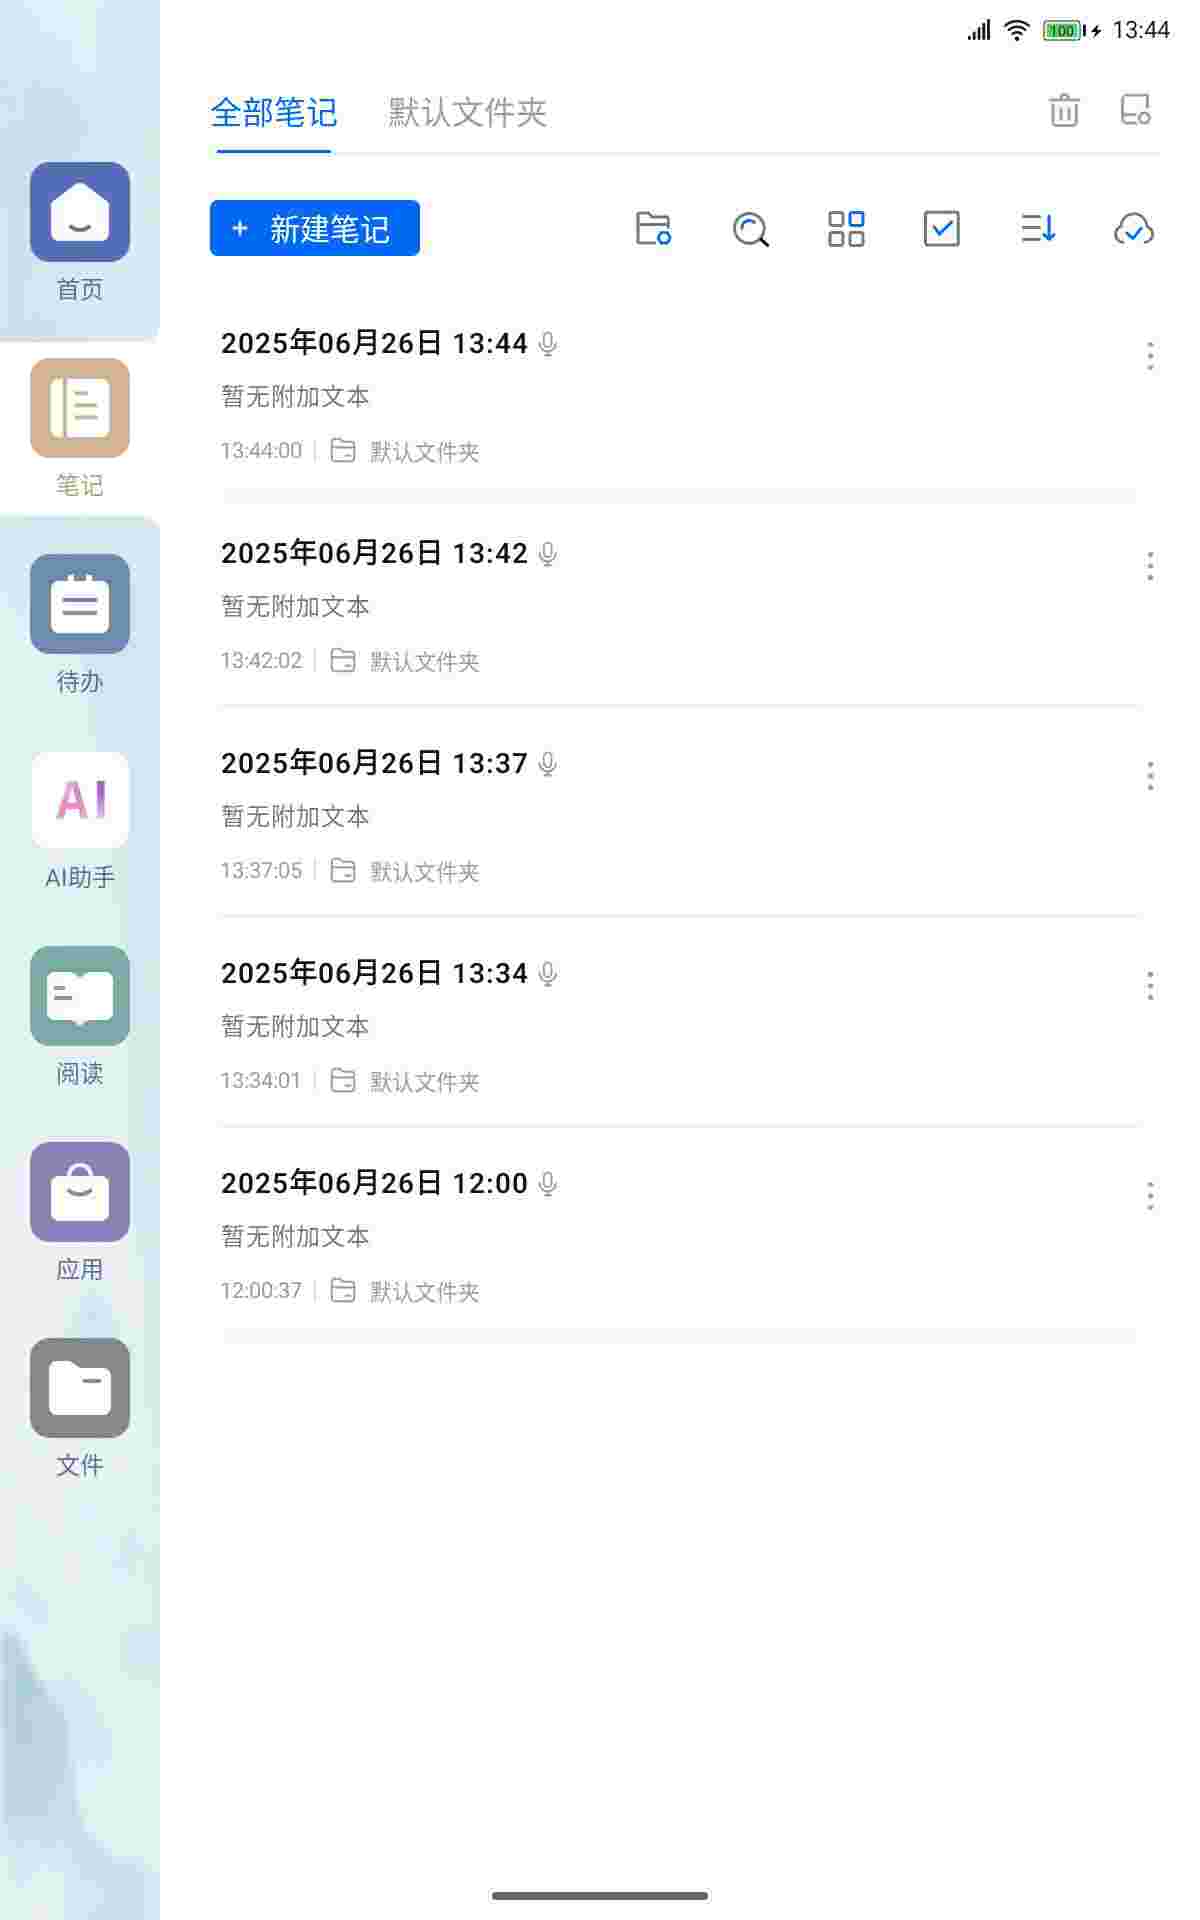 100 13:44
全部笔记 默认文件夹
+ 新建笔记
首页
笔记
待办
AI
AI助手
阅读
应用
文件
2025年06月26日 13:44
暂无附加文本
13:44:00 默认文件夹
2025年06月26日 13:42
暂无附加文本
13:42:02 默认文件夹
2025年06月26日 13:37
暂无附加文本
13:37:05 默认文件夹
2025年06月26日 13:34
暂无附加文本
13:34:01 默认文件夹
2025年06月26日 12:00
暂无附加文本
12:00:37 默认文件夹